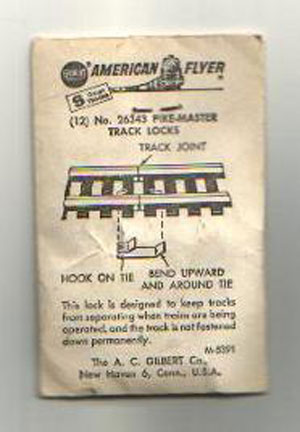 AMERICAN FLYER
S
(12) No. 26343 PIKE-MASTER
TRACK LOCKS
TRACK JOINT
HOOK ON TIE
BEND UPWARD
AND AROUND TIE
This lock is designed to keep tracks
from separating when trains are being
operated, and the track is not fastened
down permanently.
M-5391
The A. C. GILBERT Co.,
New Haven 6, Conn., U.S.A.